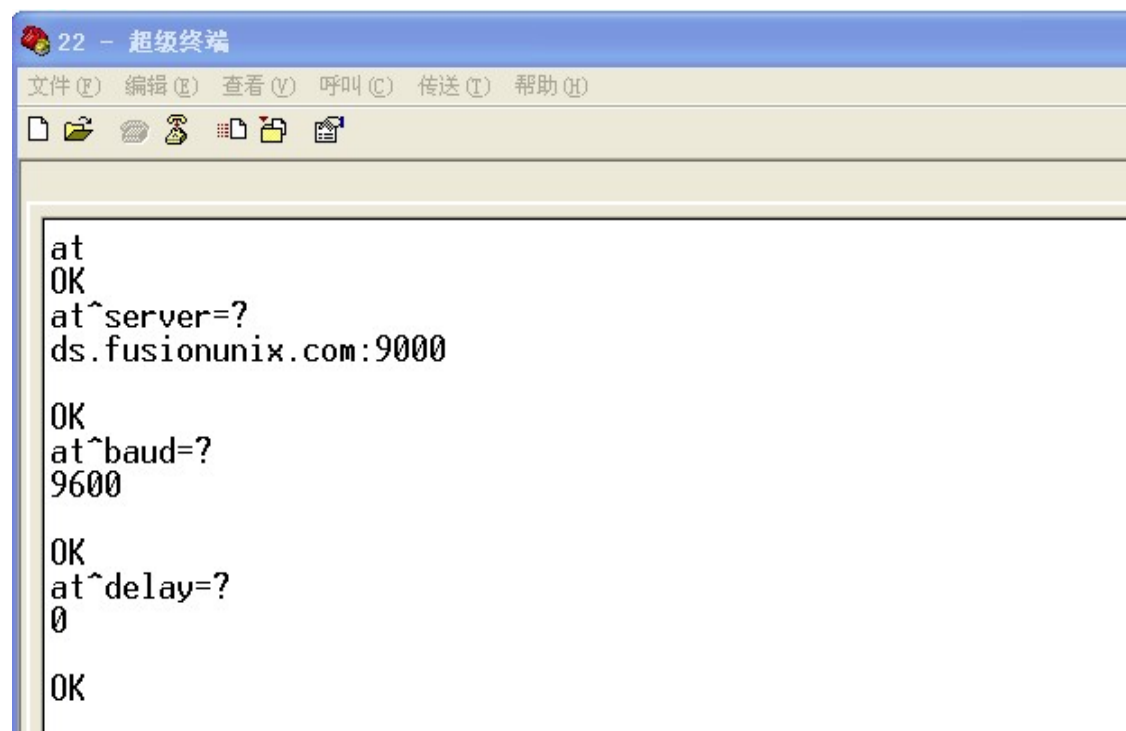 22 - 超级终端
文件(F) 编辑(E) 查看(V) 呼叫(C) 传送(T) 帮助(H)
at
OK
at^server=?
ds.fusionunix.com:9000
OK
at^baud=?
9600
OK
at^delay=?
0
OK